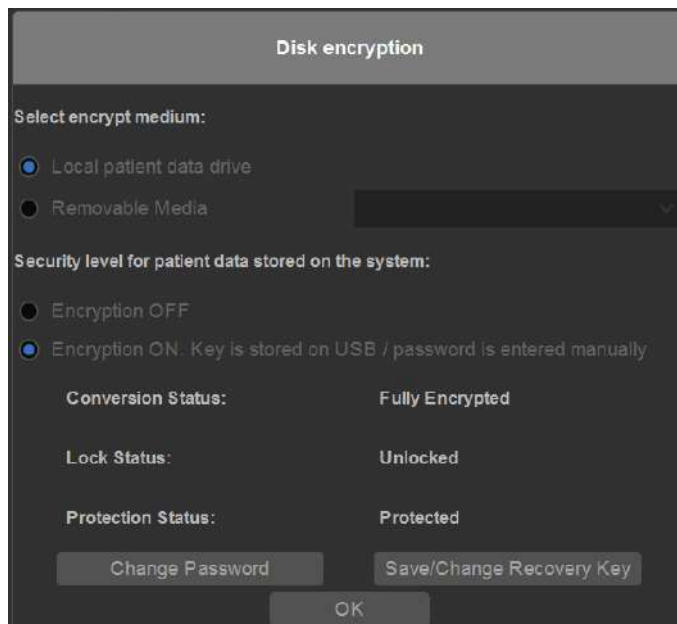 Disk encryption
Select encrypt medium:
Local patient data drive
Removable Media
Security level for patient data stored on the system:
Encryption OFF
Encryption ON. Key is stored on USB / password is entered manually
Conversion Status: Fully Encrypted
Lock Status: Unlocked
Protection Status: Protected
Change Password Save/Change Recovery Key
OK